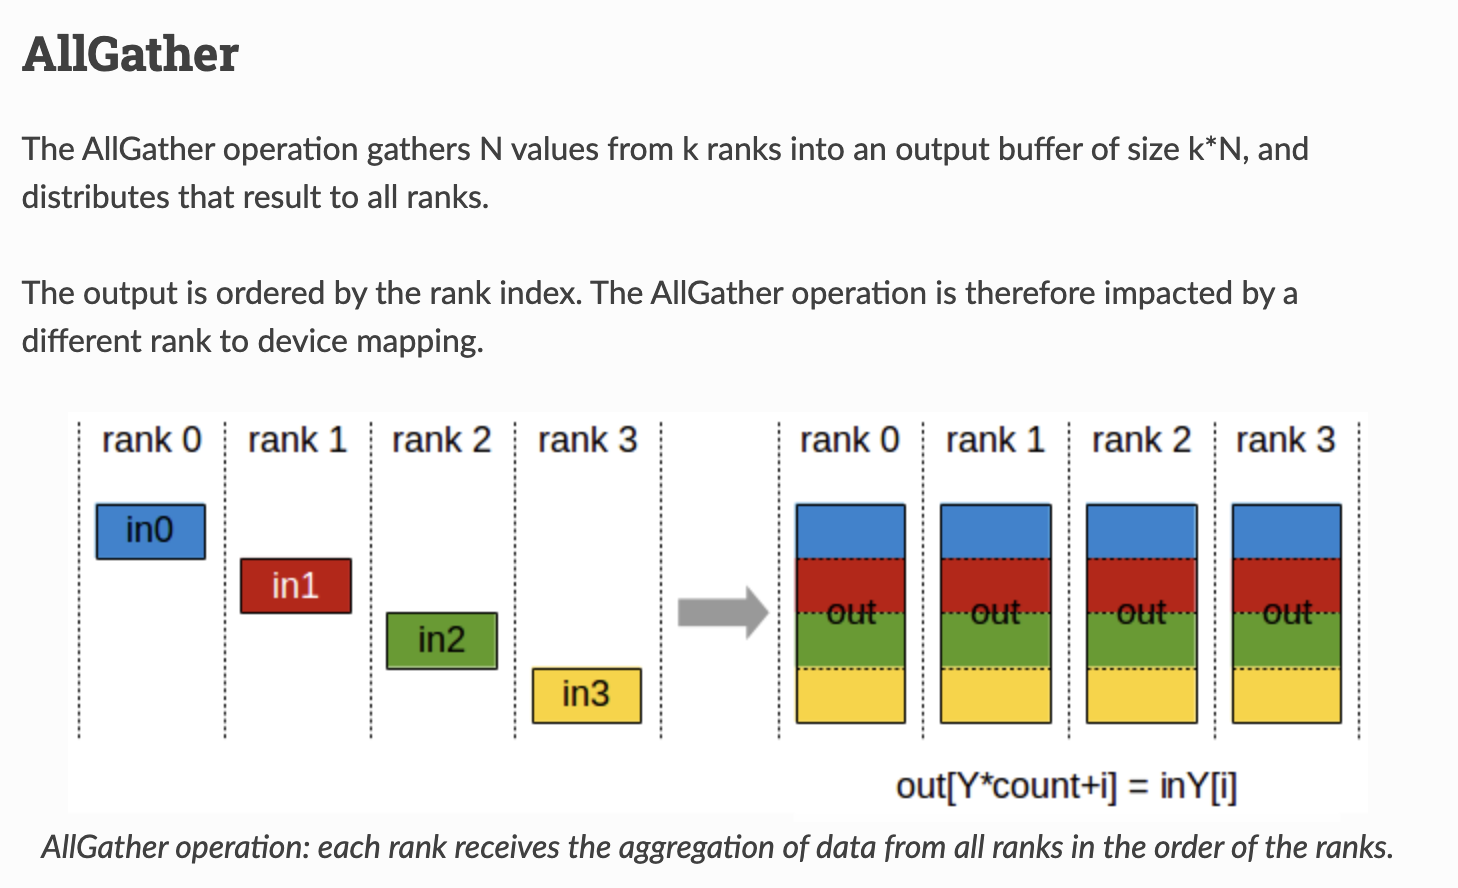 AllGather
The AllGather operation gathers N values from k ranks into an output buffer of size k*N, and
distributes that result to all ranks.
The output is ordered by the rank index. The AllGather operation is therefore impacted by a
different rank to device mapping.
rank 0 rank 1 rank 2 rank 3 rank 0 rank 1 rank 2 rank 3
in0
in1
out out out out
in2
in3
out[Y*count+i] = inY[i]
AllGather operation: each rank receives the aggregation of data from all ranks in the order of the ranks.